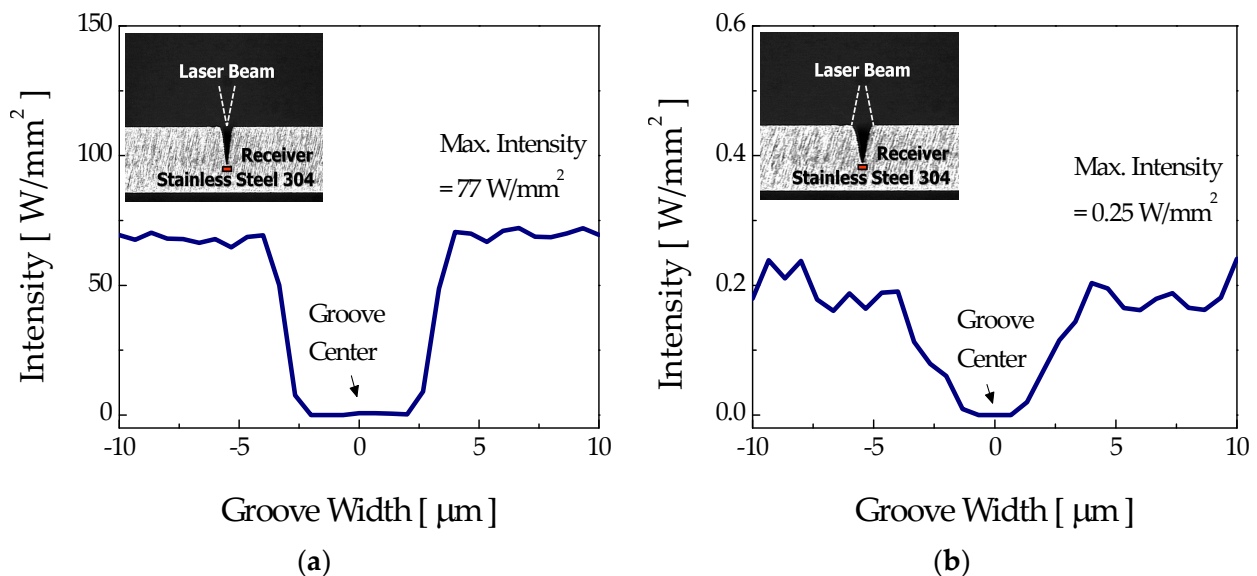 150
100
50
0
-10
-5
0
5
10
Intensity [ W/mm²]
Groove Width [ μm ]
Laser Beam
Receiver
Stainless Steel 304
Max. Intensity
= 77 W/mm²
Groove
Center
(a)
0.6
0.4
0.2
0.0
-10
-5
0
5
10
Intensity [ W/mm²]
Groove Width [ μm ]
Laser Beam
Receiver
Stainless Steel 304
Max. Intensity
= 0.25 W/mm²
Groove
Center
(b)